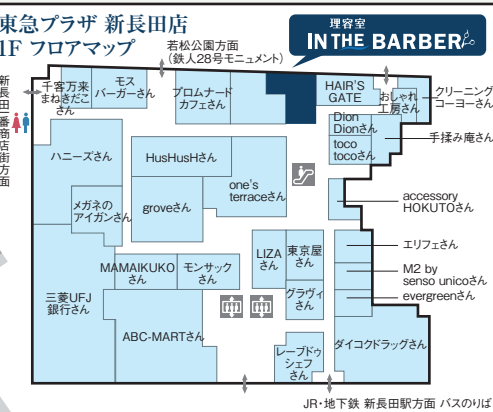 東急プラザ 新長田店
1F フロアマップ
若松公園方面
(鉄人28号モニュメント)
理容室
IN THE BARBER
新長田一番商店街方面
千客万来
まねきだこ
さん
モス
バーガーさん
プロムナード
カフェさん
HAIR'S
GATE
おしゃれ
工房さん
クリーニング
コーヨーさん
Dion
Dionさん
toco
tocoさん
手揉み庵さん
ハニーズさん
HusHusHさん
メガネの
アイガンさん
groveさん
one's
terraceさん
accessory
HOKUTOさん
MAMAIKUKO
さん
モンサック
さん
LIZA
さん
東京屋
さん
グラヴィ
さん
エリフェさん
M2 by
senso unicoさん
evergreenさん
三菱UFJ
銀行さん
ABC-MARTさん
レーブドゥ
シェフ
さん
ダイコクドラッグさん
JR・地下鉄 新長田駅方面 バスのりば